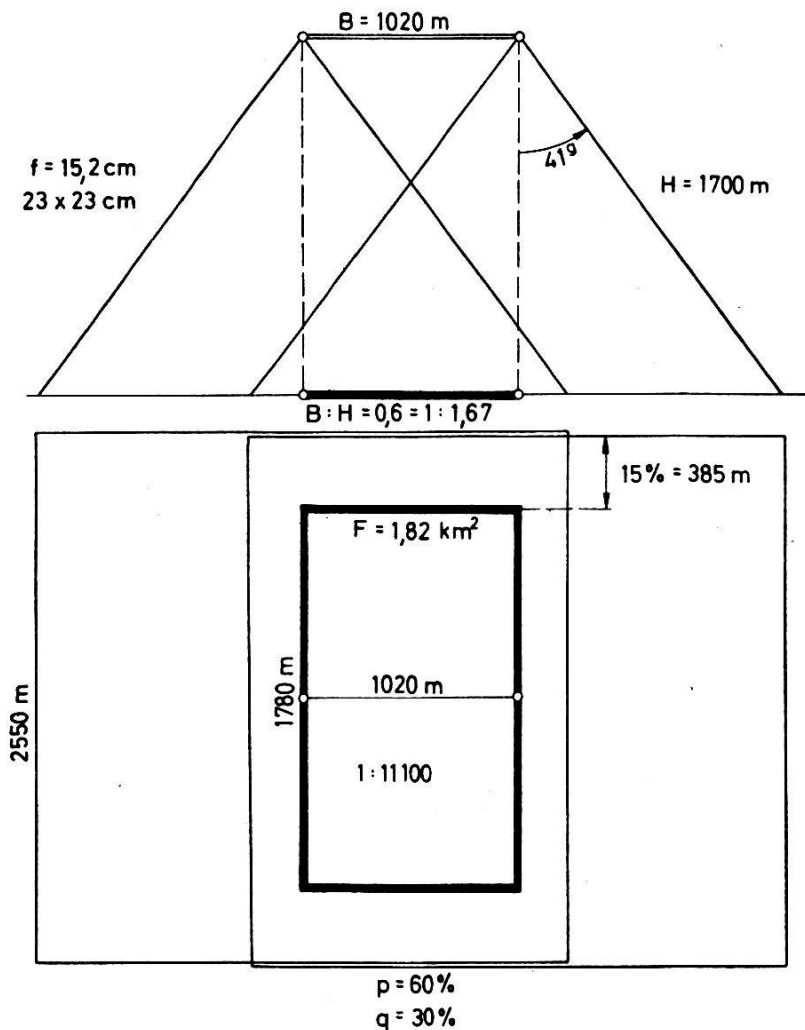 B = 1020 m
f = 15,2 cm
23 x 23 cm
41g
H = 1700 m
B : H = 0,6 = 1 : 1,67
15% = 385 m
F = 1,82 km²
2550 m
1780 m
1020 m
1 : 11100
p = 60%
q = 30%